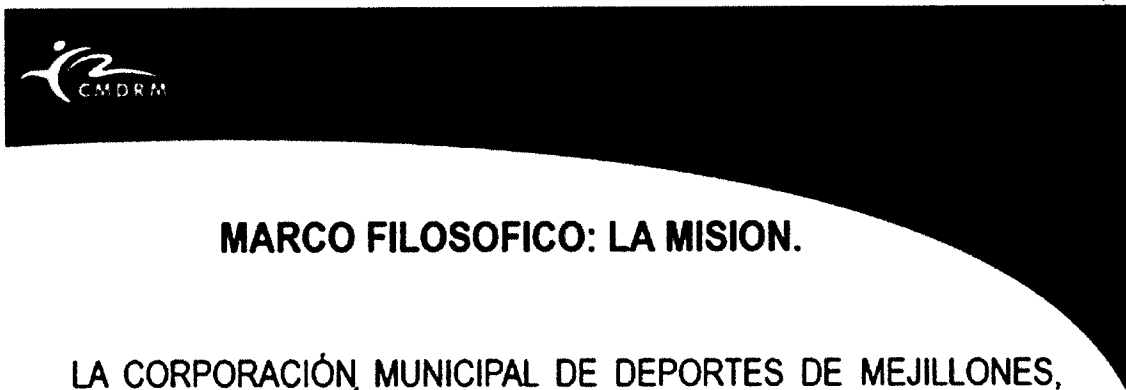 CMDRM
MARCO FILOSOFICO: LA MISION.
LA CORPORACIÓN, MUNICIPAL DE DEPORTES DE MEJILLONES,